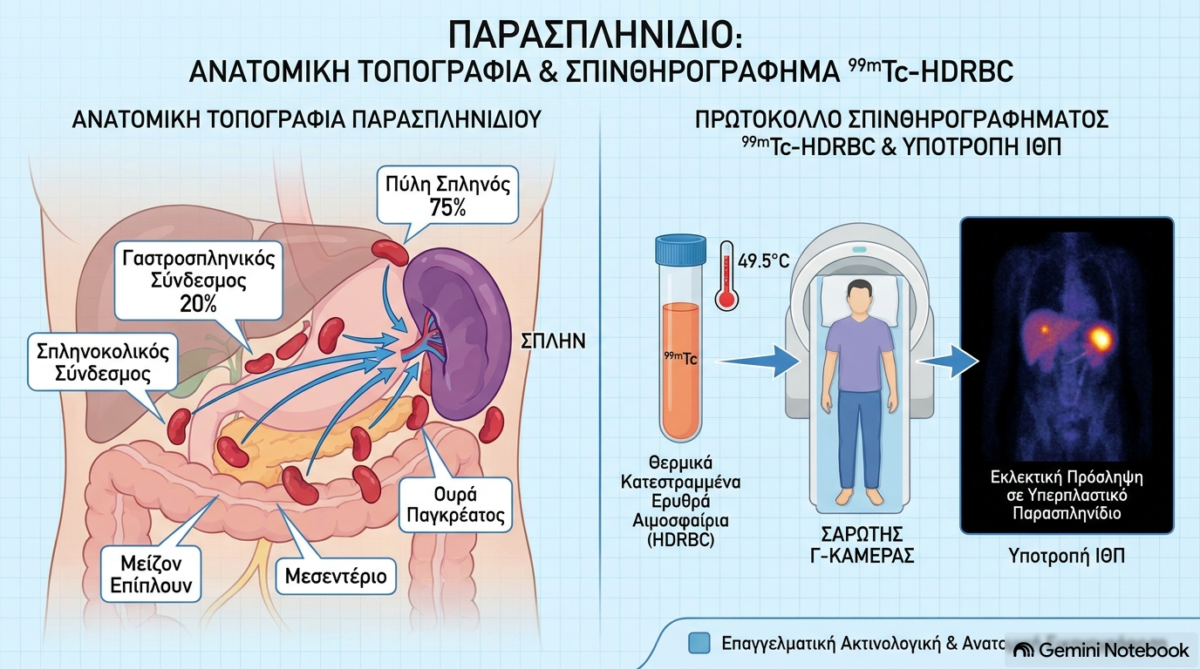 ΠΑΡΑΣΠΛΗΝΙΔΙΟ:
ΑΝΑΤΟΜΙΚΗ ΤΟΠΟΓΡΑΦΙΑ & ΣΠΙΝΘΗΡΟΓΡΑΦΗΜΑ ⁹⁹ᵐTc-HDRBC
ΑΝΑΤΟΜΙΚΗ ΤΟΠΟΓΡΑΦΙΑ ΠΑΡΑΣΠΛΗΝΙΔΙΟΥ
Πύλη Σπληνός
75%
Γαστροσπληνικός
Σύνδεσμος
20%
Σπληνοκολικός
Σύνδεσμος
ΣΠΛΗΝ
Ουρά
Παγκρέατος
Μείζον
Επίπλουν
Μεσεντέριο
ΠΡΩΤΟΚΟΛΛΟ ΣΠΙΝΘΗΡΟΓΡΑΦΗΜΑΤΟΣ
⁹⁹ᵐTc-HDRBC & ΥΠΟΤΡΟΠΗ ΙΘΠ
49.5°C
⁹⁹ᵐTc
Θερμικά
Κατεστραμμένα
Ερυθρά
Αιμοσφαίρια
(HDRBC)
ΣΑΡΩΤΗΣ
Γ-ΚΑΜΕΡΑΣ
Εκλεκτική Πρόσληψη
σε Υπερπλαστικό
Παρασπληνίδιο
Υποτροπή ΙΘΠ
Επαγγελματική Ακτινολογική &
Gemini Notebook